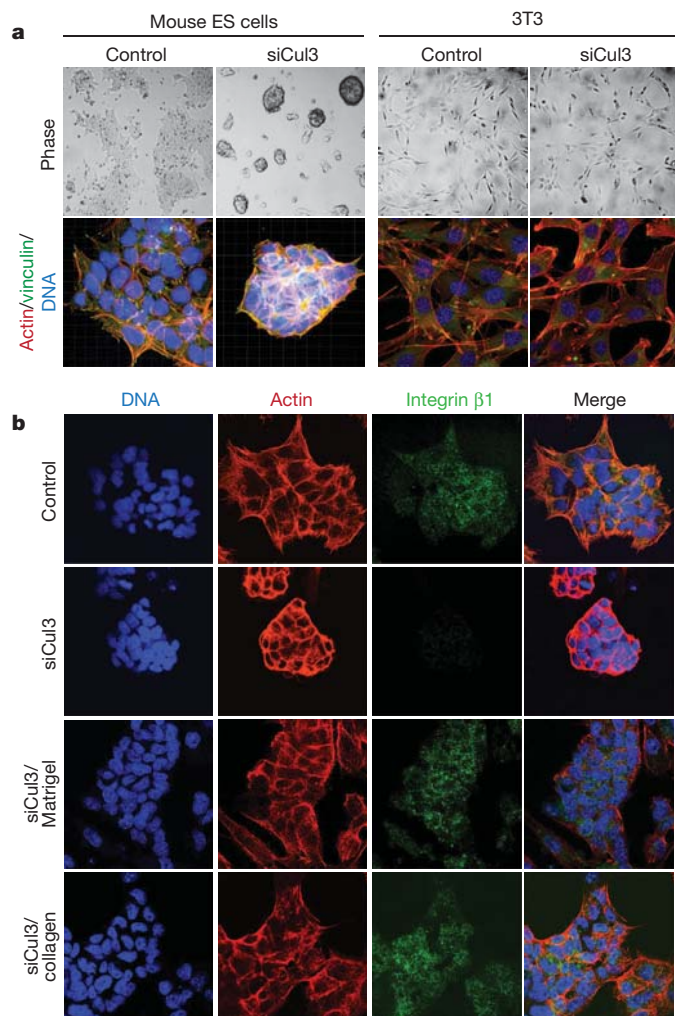 a
Mouse ES cells
3T3
Control
siCul3
Control
siCul3
Phase
Actin/vinculin/
DNA
b
DNA
Actin
Integrin β1
Merge
Control
siCul3
siCul3/
Matrigel
siCul3/
collagen